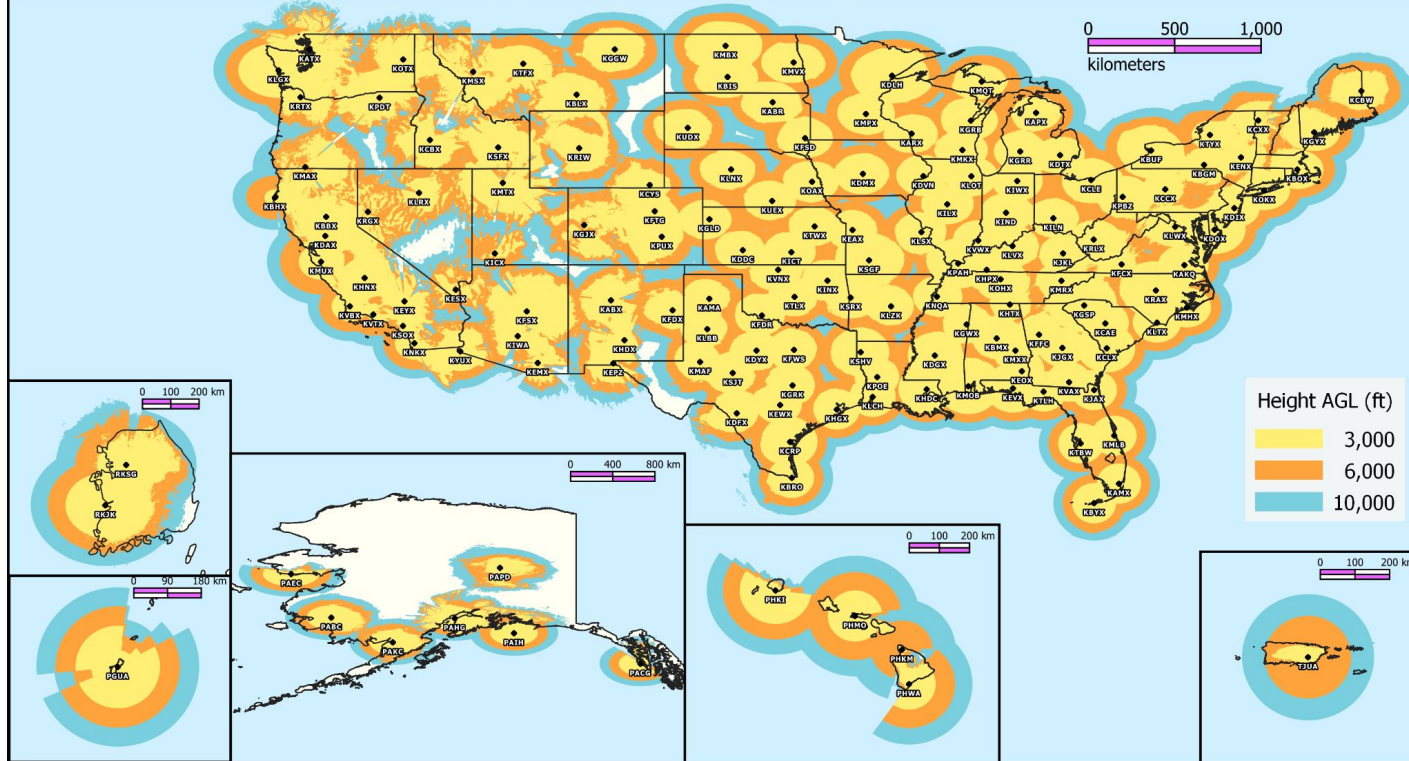 0 500 1,000
kilometers
KATX
KLGX
KOTX
KRTX
KPDT
KMSX
KTFX
KGGW
KBLX
KMBX
KBIS
KMVX
KABR
KUDX
KFSD
KDLH
KMPX
KARX
KMQT
KGRB
KAPX
KMKX
KGRR
KDTX
KCBW
KCXX
KGYX
KTYX
KBUF
KENX
KBGM
KBOX
KOKX
KCLE
KPBZ
KCCX
KDIX
KDOX
KLWX
KCBX
KSFX
KRIW
KMAX
KBHX
KMTX
KLRX
KRGX
KBBX
KDAX
KMUX
KHNX
KICX
KESX
KVBX
KEYX
KVTX
KSOX
KNKX
KYUX
KCYS
KFTG
KGJX
KPUX
KGLD
KLNX
KOAX
KUEX
KDMX
KDVN
KLOT
KIWX
KILX
KIND
KILN
KTWX
KEAX
KLSX
KVWX
KLVX
KJKL
KRLX
KDDC
KICT
KSGF
KPAH
KHPX
KOHX
KMRX
KFCX
KAKQ
KRAX
KMHX
KVNX
KINX
KTLX
KSRX
KLZK
KNQA
KHTX
KGSP
KCAE
KLTX
KCLX
KFSX
KIWA
KEMX
KABX
KFDX
KHDX
KEPZ
KAMA
KLBB
KFDR
KMAF
KDYX
KFWS
KSJT
KGRK
KEWX
KDFX
KCRP
KBRO
KHGX
KSHV
KPOE
KLCH
KDGX
KHDC
KGWX
KBMX
KMXX
KFFC
KJGX
KEOX
KMOB
KEVX
KTLH
KVAX
KJAX
KTBW
KMLB
KAMX
KBYX
Height AGL (ft)
3,000
6,000
10,000
0 100 200 km
RKSG
RKJK
0 90 180 km
PGUA
0 400 800 km
PAEC
PAPD
PABC
PAHG
PAKC
PAIH
PACG
0 100 200 km
PHKI
PHMO
PHKM
PHWA
0 100 200 km
TJUA